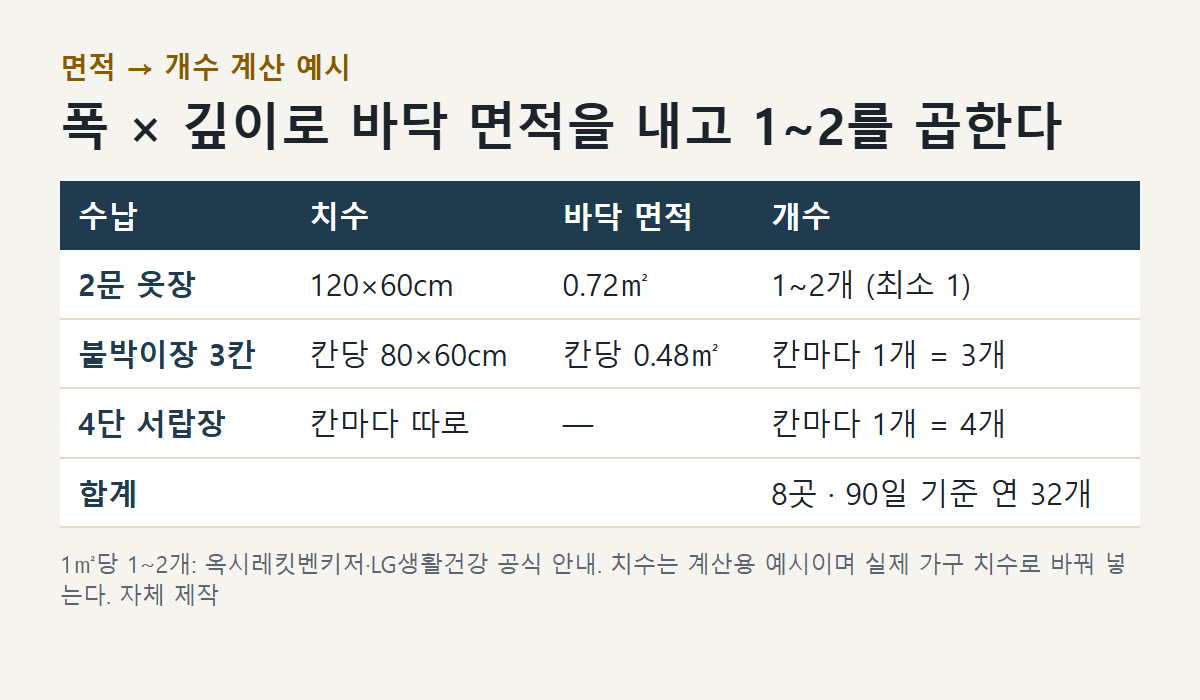 면적 → 개수 계산 예시
폭 × 깊이로 바닥 면적을 내고 1~2를 곱한다
수납 치수 바닥 면적 개수
2문 옷장 120×60cm 0.72㎡ 1~2개 (최소 1)
붙박이장 3칸 칸당 80×60cm 칸당 0.48㎡ 칸마다 1개 = 3개
4단 서랍장 칸마다 따로 — 칸마다 1개 = 4개
합계 8곳 · 90일 기준 연 32개
1㎡당 1~2개: 옥시레킷벤키저·LG생활건강 공식 안내. 치수는 계산용 예시이며 실제 가구 치수로 바꿔 넣
는다. 자체 제작